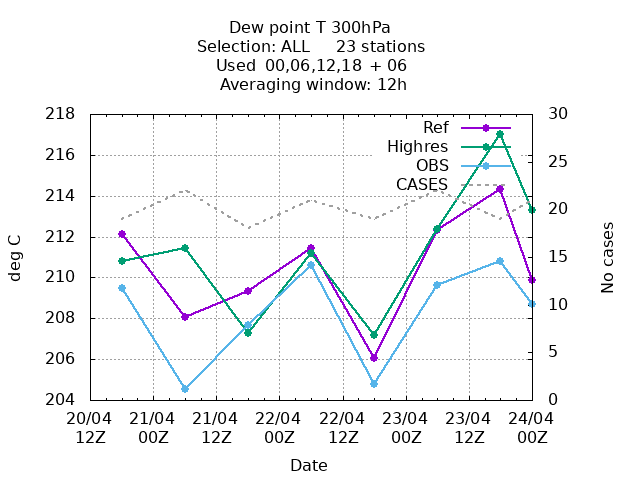 Dew point T 300hPa
Selection: ALL     23 stations
Used 00,06,12,18 + 06
Averaging window: 12h
218
216
214
212
210
208
206
204
deg C
30
25
20
15
10
5
0
No cases
Ref
Highres
OBS
CASES
20/04 21/04 21/04 22/04 22/04 23/04 23/04 24/04
12Z 00Z 12Z 00Z 12Z 00Z 12Z 00Z
Date